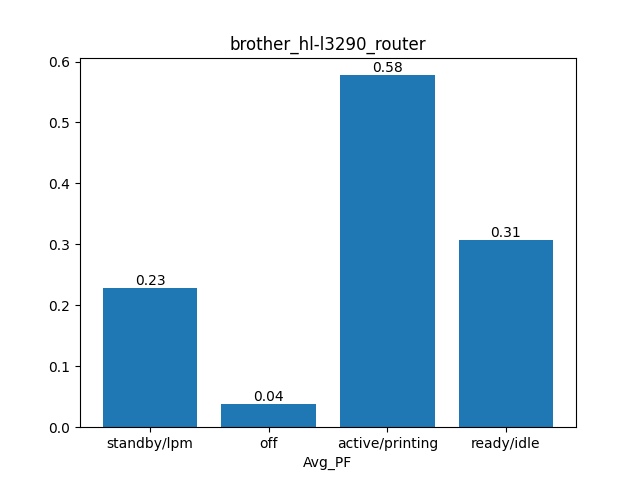 brother_hl-l3290_router
0.6
0.5
0.4
0.3
0.2
0.1
0.0
0.23
0.04
0.58
0.31
standby/lpm
off
active/printing
ready/idle
Avg_PF